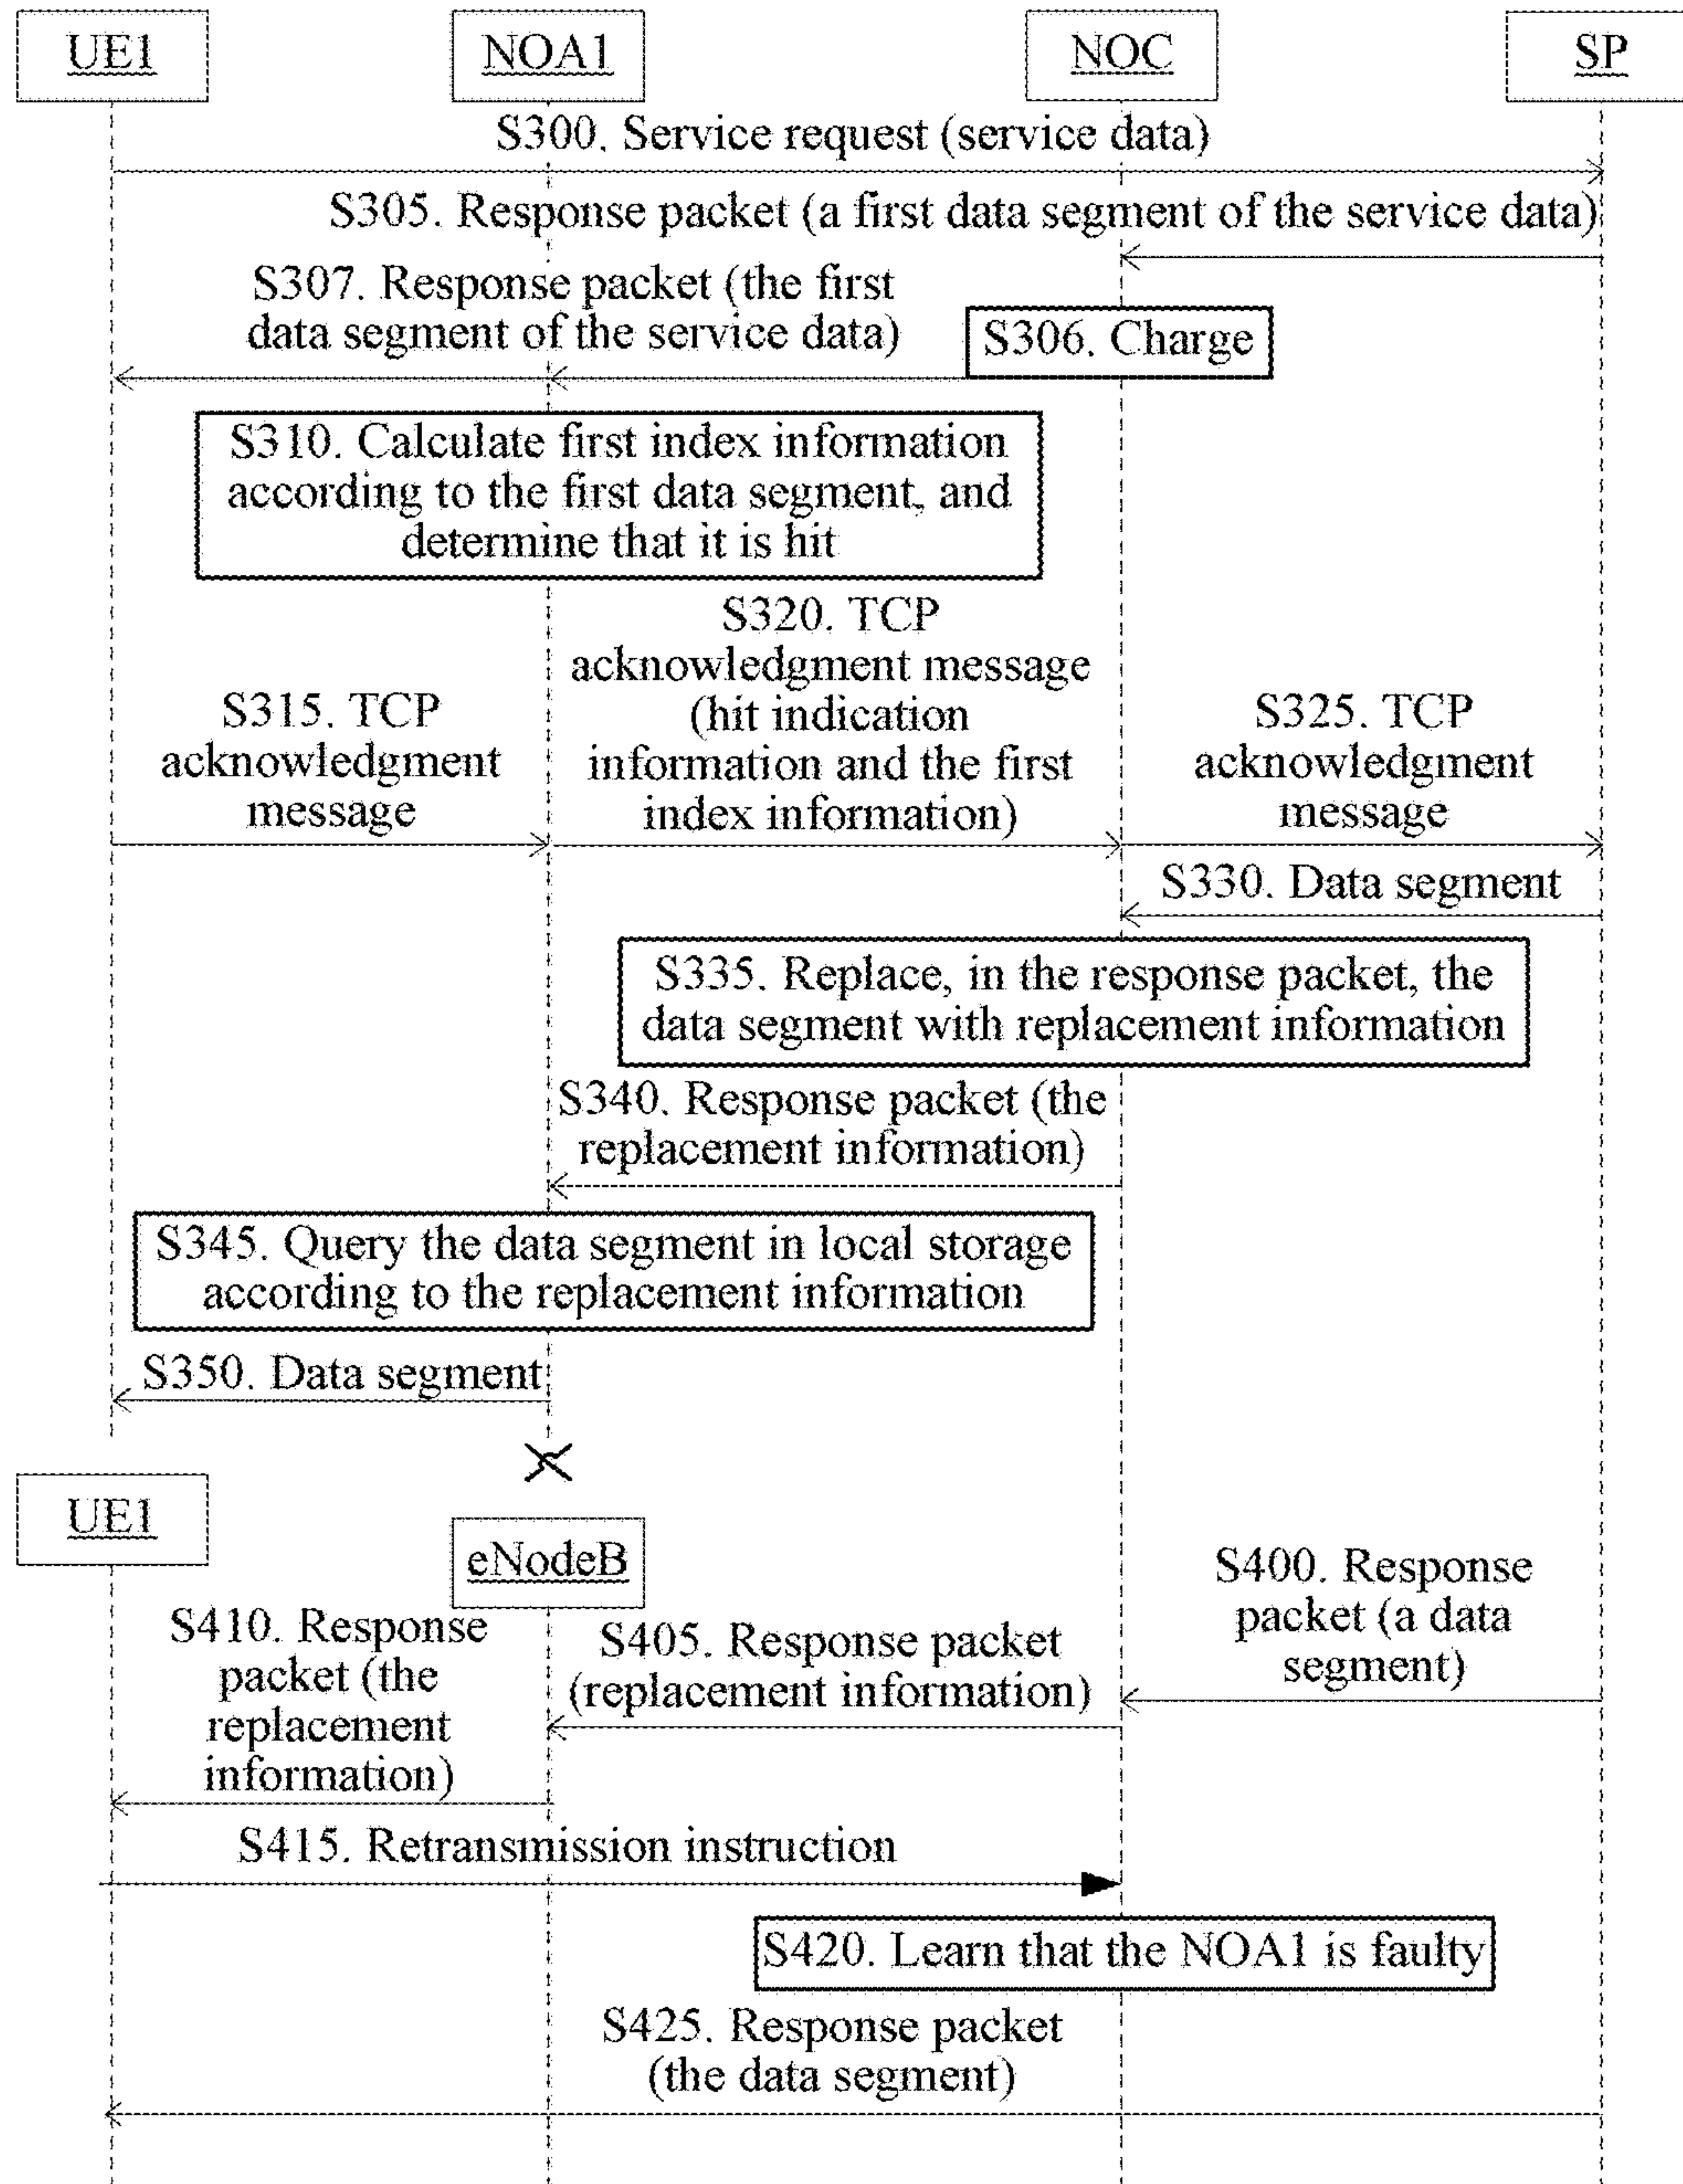 UE1
NOA1
NOC
SP
S300. Service request (service data)
S305. Response packet (a first data segment of the service data)
S307. Response packet (the first
data segment of the service data)
S306. Charge
S310. Calculate first index information
according to the first data segment, and
determine that it is hit
S315. TCP
acknowledgment
message
S320. TCP
acknowledgment message
(hit indication
information and the first
index information)
S325. TCP
acknowledgment
message
S330. Data segment
S335. Replace, in the response packet, the
data segment with replacement information
S340. Response packet (the
replacement information)
S345. Query the data segment in local storage
according to the replacement information
S350. Data segment
UE1
eNodeB
S400. Response
packet (a data
segment)
S405. Response packet
(replacement information)
S410. Response
packet (the
replacement
information)
S415. Retransmission instruction
S420. Learn that the NOA1 is faulty
S425. Response packet
(the data segment)